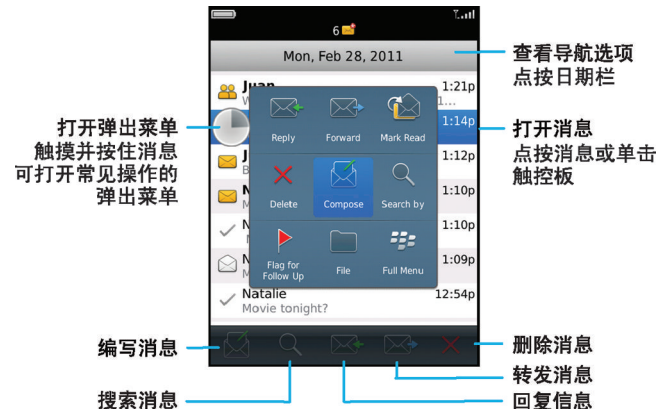 6
Mon, Feb 28, 2011
查看导航选项
点按日期栏
Juan
1:21p
W
1...
打开弹出菜单
触摸并按住消息
可打开常见操作的
弹出菜单
1:14p
打开消息
点按消息或单击
触控板
Reply
Forward
Mark Read
J
1:12p
B
N
1:10p
M
Delete
Compose
Search by
N
1:10p
N
1:09p
M
Flag for
Follow Up
File
Full Menu
Natalie
12:54p
Movie tonight?
编写消息
删除消息
转发消息
搜索消息
回复信息